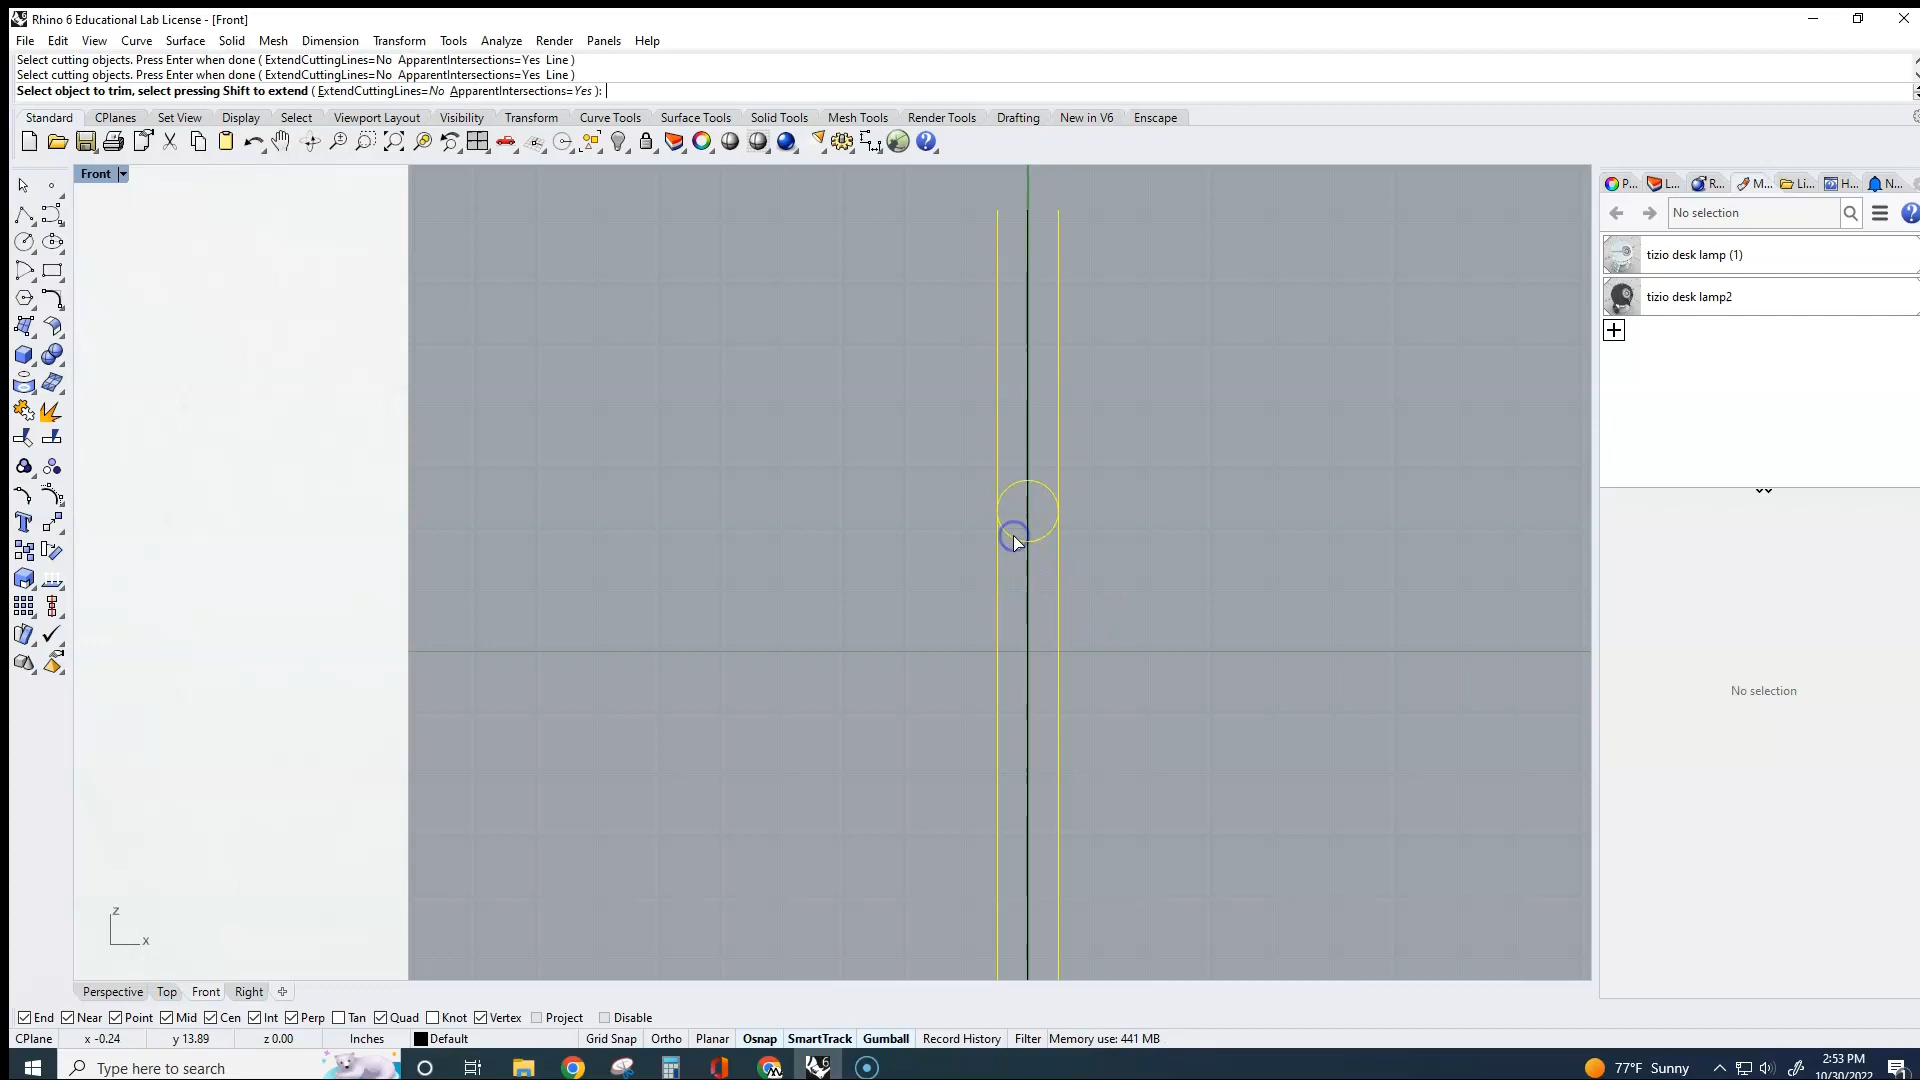 Rhino 6 Educational Lab License - [Front]
File Edit View Curve Surface Solid Mesh Dimension Transform Tools Analyze Render Panels Help
Select cutting objects. Press Enter when done ( ExtendCuttingLines=No ApparentIntersections=Yes Line )
Select cutting objects. Press Enter when done ( ExtendCuttingLines=No ApparentIntersections=Yes Line )
Select object to trim, select pressing Shift to extend ( ExtendCuttingLines=No ApparentIntersections=Yes ):
Standard CPlanes Set View Display Select Viewport Layout Visibility Transform Curve Tools Surface Tools Solid Tools Mesh Tools Render Tools Drafting New in V6 Enscape
Front
P... L... R... M... Li... H... N...
No selection
tizio desk lamp (1)
tizio desk lamp2
No selection
z
x
Perspective Top Front Right
End Near Point Mid Cen Int Perp Tan Quad Knot Vertex Project Disable
CPlane x -0.24 y 13.89 z 0.00 Inches Default Grid Snap Ortho Planar Osnap SmartTrack Gumball Record History Filter Memory use: 441 MB
Type here to search
77°F Sunny
2:53 PM
10/30/2022